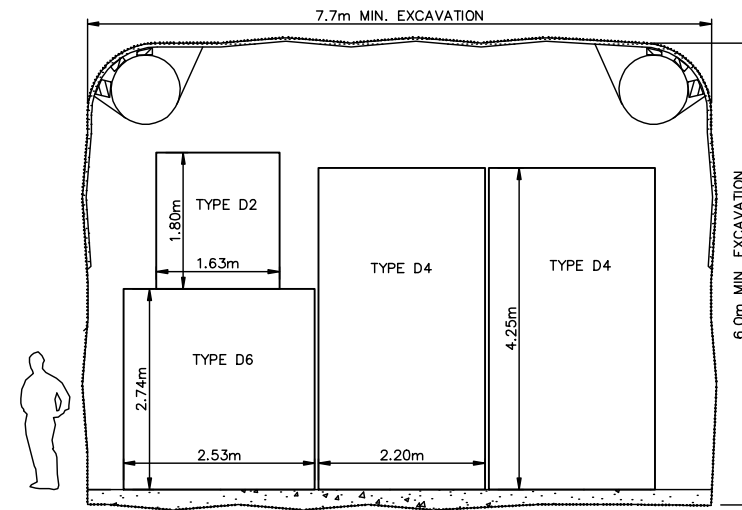 7.7m MIN. EXCAVATION
TYPE D2
1.80m
1.63m
TYPE D4
TYPE D4
6.0m MIN. EXCAVATION
4.25m
TYPE D6
2.74m
2.53m
2.20m